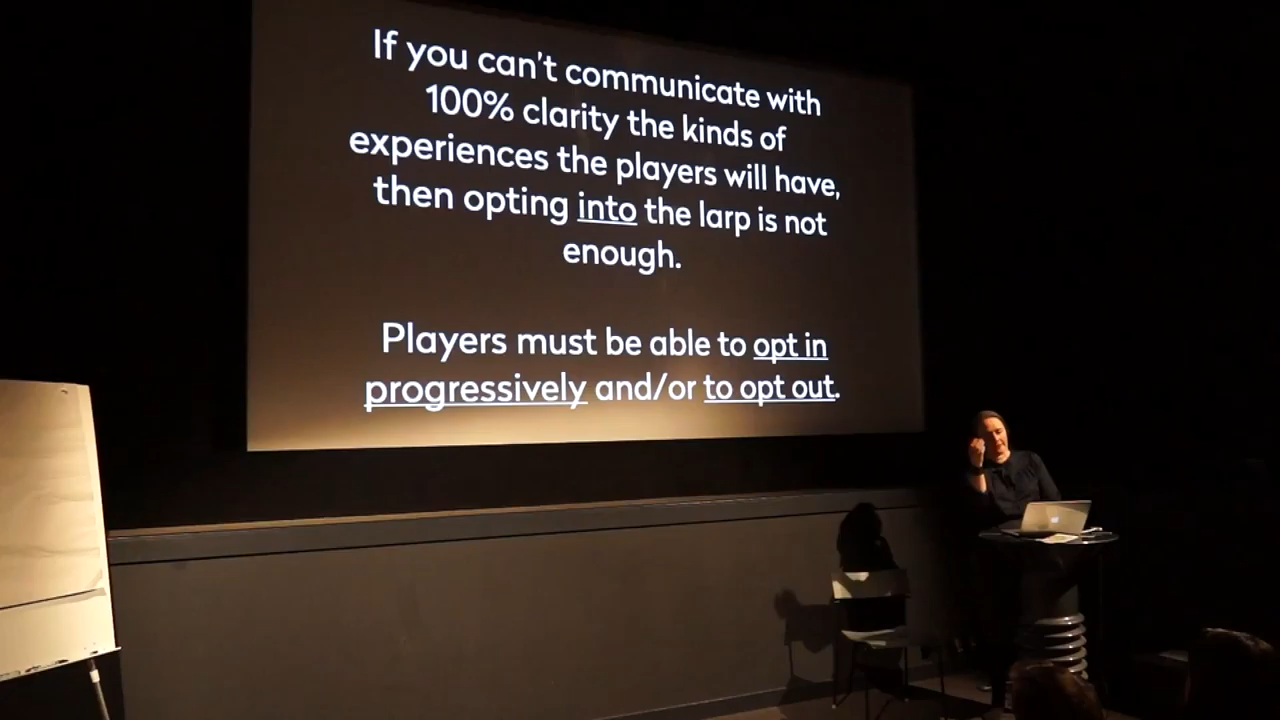 If you can't communicate with
100% clarity the kinds of
experiences the players will have,
then opting into the larp is not
enough.
Players must be able to opt in
progressively and/or to opt out.